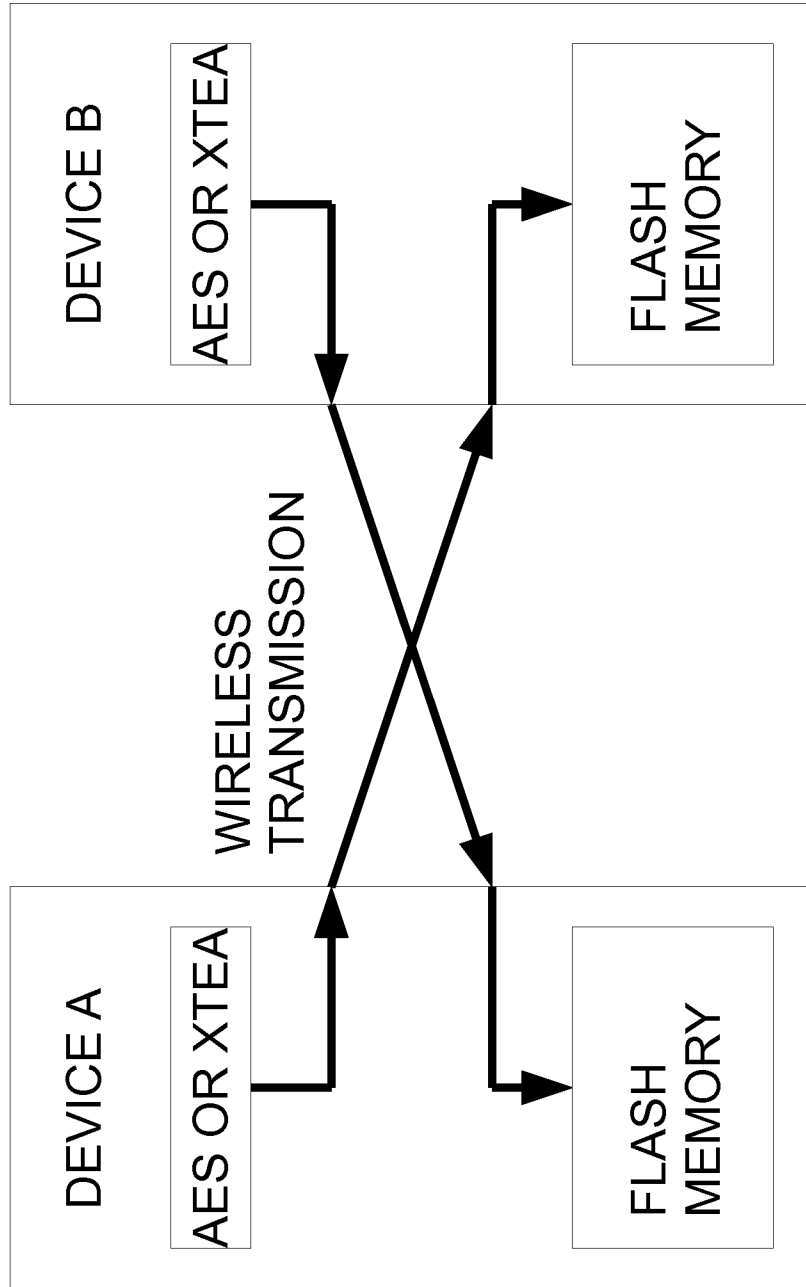 DEVICE A
AES OR XTEA
FLASH
MEMORY
WIRELESS
TRANSMISSION
DEVICE B
AES OR XTEA
FLASH
MEMORY